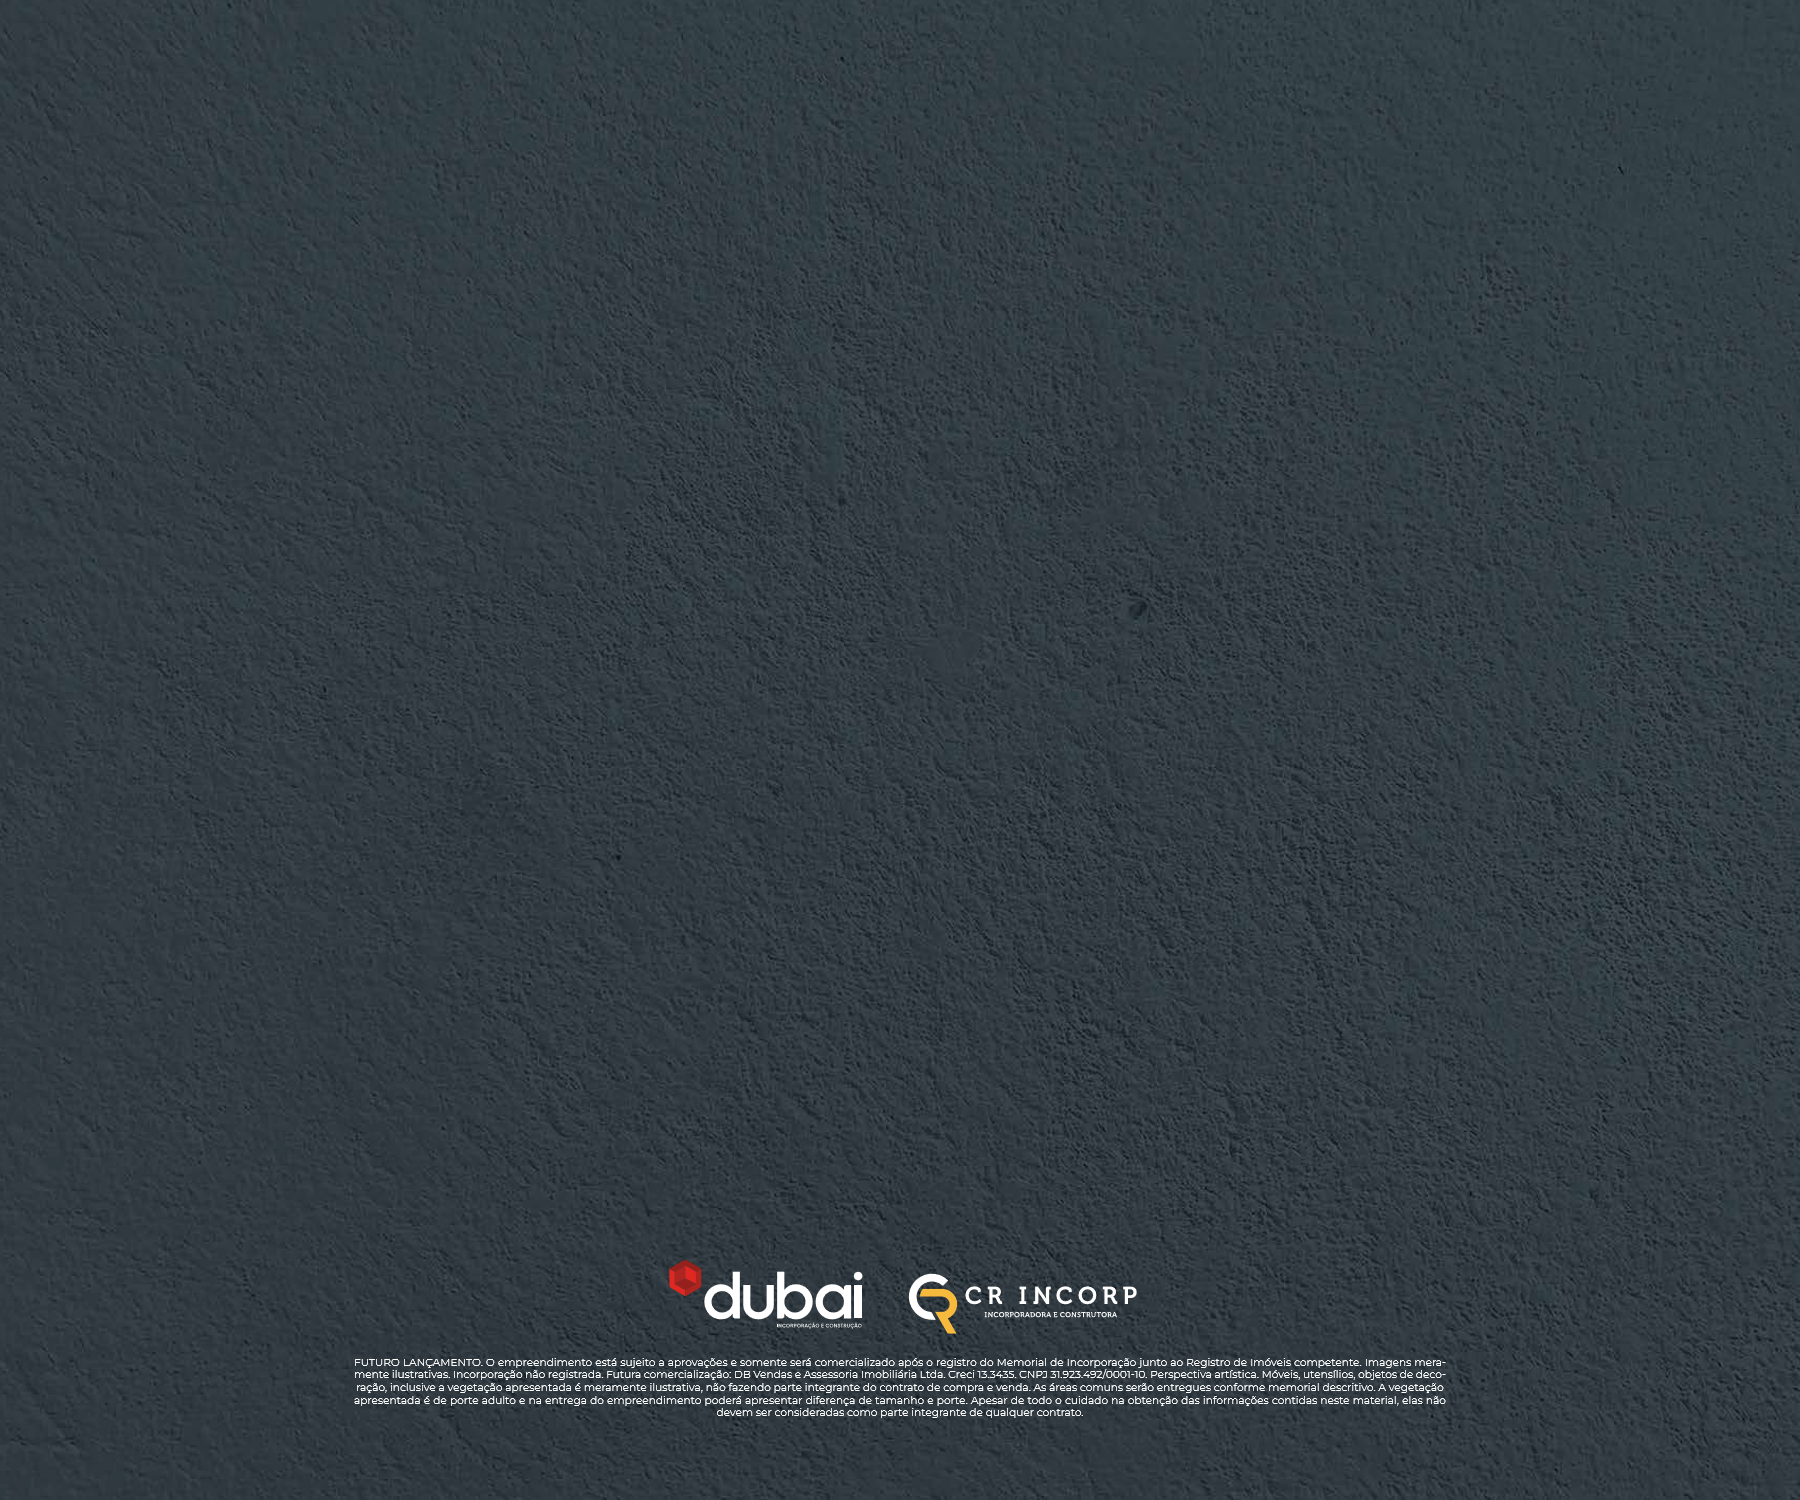 dubai
INCORPORAÇÃO E CONSTRUÇÃO
CR INCORP
INCORPORADORA E CONSTRUTORA
FUTURO LANÇAMENTO. O empreendimento está sujeito a aprovações e somente será comercializado após o registro do Memorial de Incorporação junto ao Registro de Imóveis competente. Imagens mera-
mente ilustrativas. Incorporação não registrada. Futura comercialização: DB Vendas e Assessoria Imobiliária Ltda. Creci 13.3435. CNPJ 31.923.492/0001-10. Perspectiva artística. Móveis, utensílios, objetos de deco-
ração, inclusive a vegetação apresentada é meramente ilustrativa, não fazendo parte integrante do contrato de compra e venda. As áreas comuns serão entregues conforme memorial descritivo. A vegetação
apresentada é de porte adulto e na entrega do empreendimento poderá apresentar diferença de tamanho e porte. Apesar de todo o cuidado na obtenção das informações contidas neste material, elas não
devem ser consideradas como parte integrante de qualquer contrato.